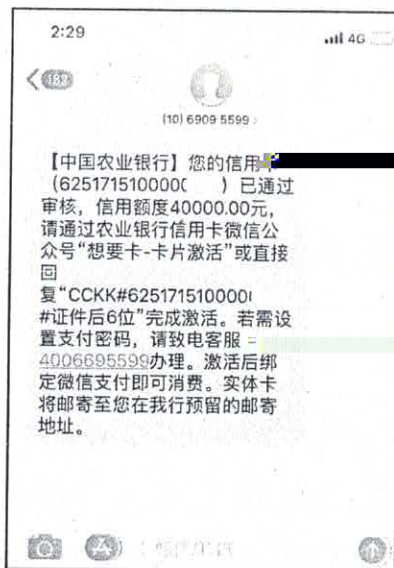 2:29
4G
183
(10) 6909 5599
【中国农业银行】您的信用
(625171510000( ) 已通过
审核，信用额度40000.00元，
请通过农业银行信用卡微信公
众号“想要卡-卡片激活”或直接
回
复“CCKK#625171510000
#证件后6位”完成激活。若需设
置支付密码，请致电客服
4006695599办理。激活后绑
定微信支付即可消费。实体卡
将邮寄至您在我行预留的邮寄
地址。